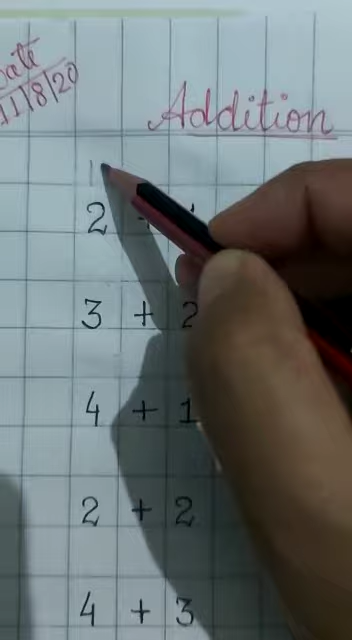 Date
11/8/20
Addition
2 +
3 + 2
4 + 1
2 + 2
4 + 3